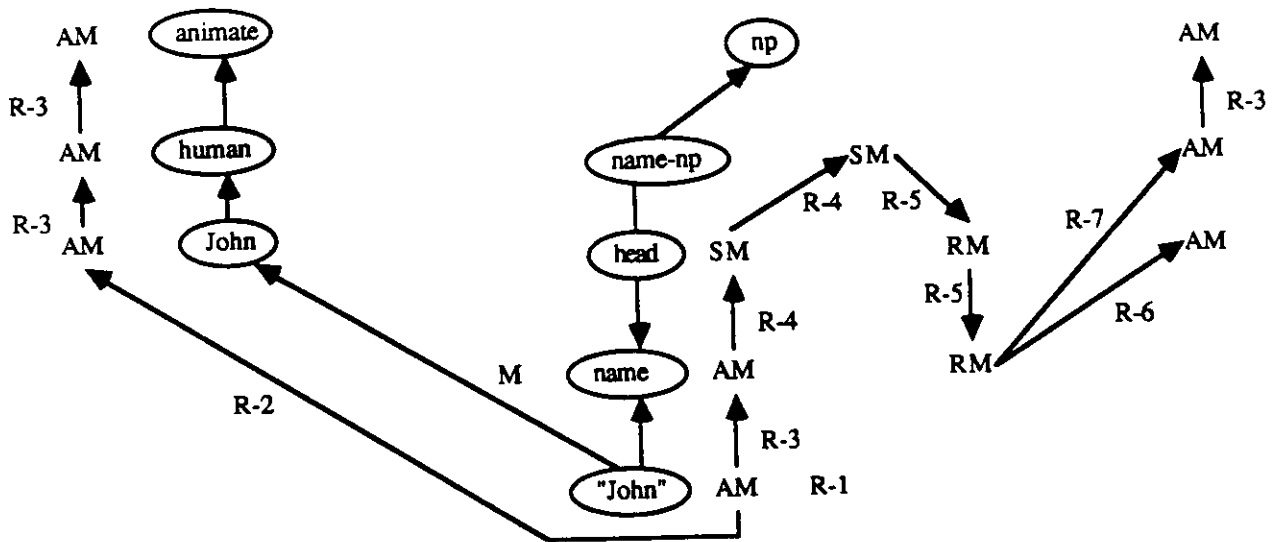 AM animate np AM
R-3 R-3
AM human name-np SM AM
R-4 R-5
R-3 R-7
AM John head SM RM AM
R-5
R-4 R-6
M name AM RM
R-2
R-3
"John" AM R-1